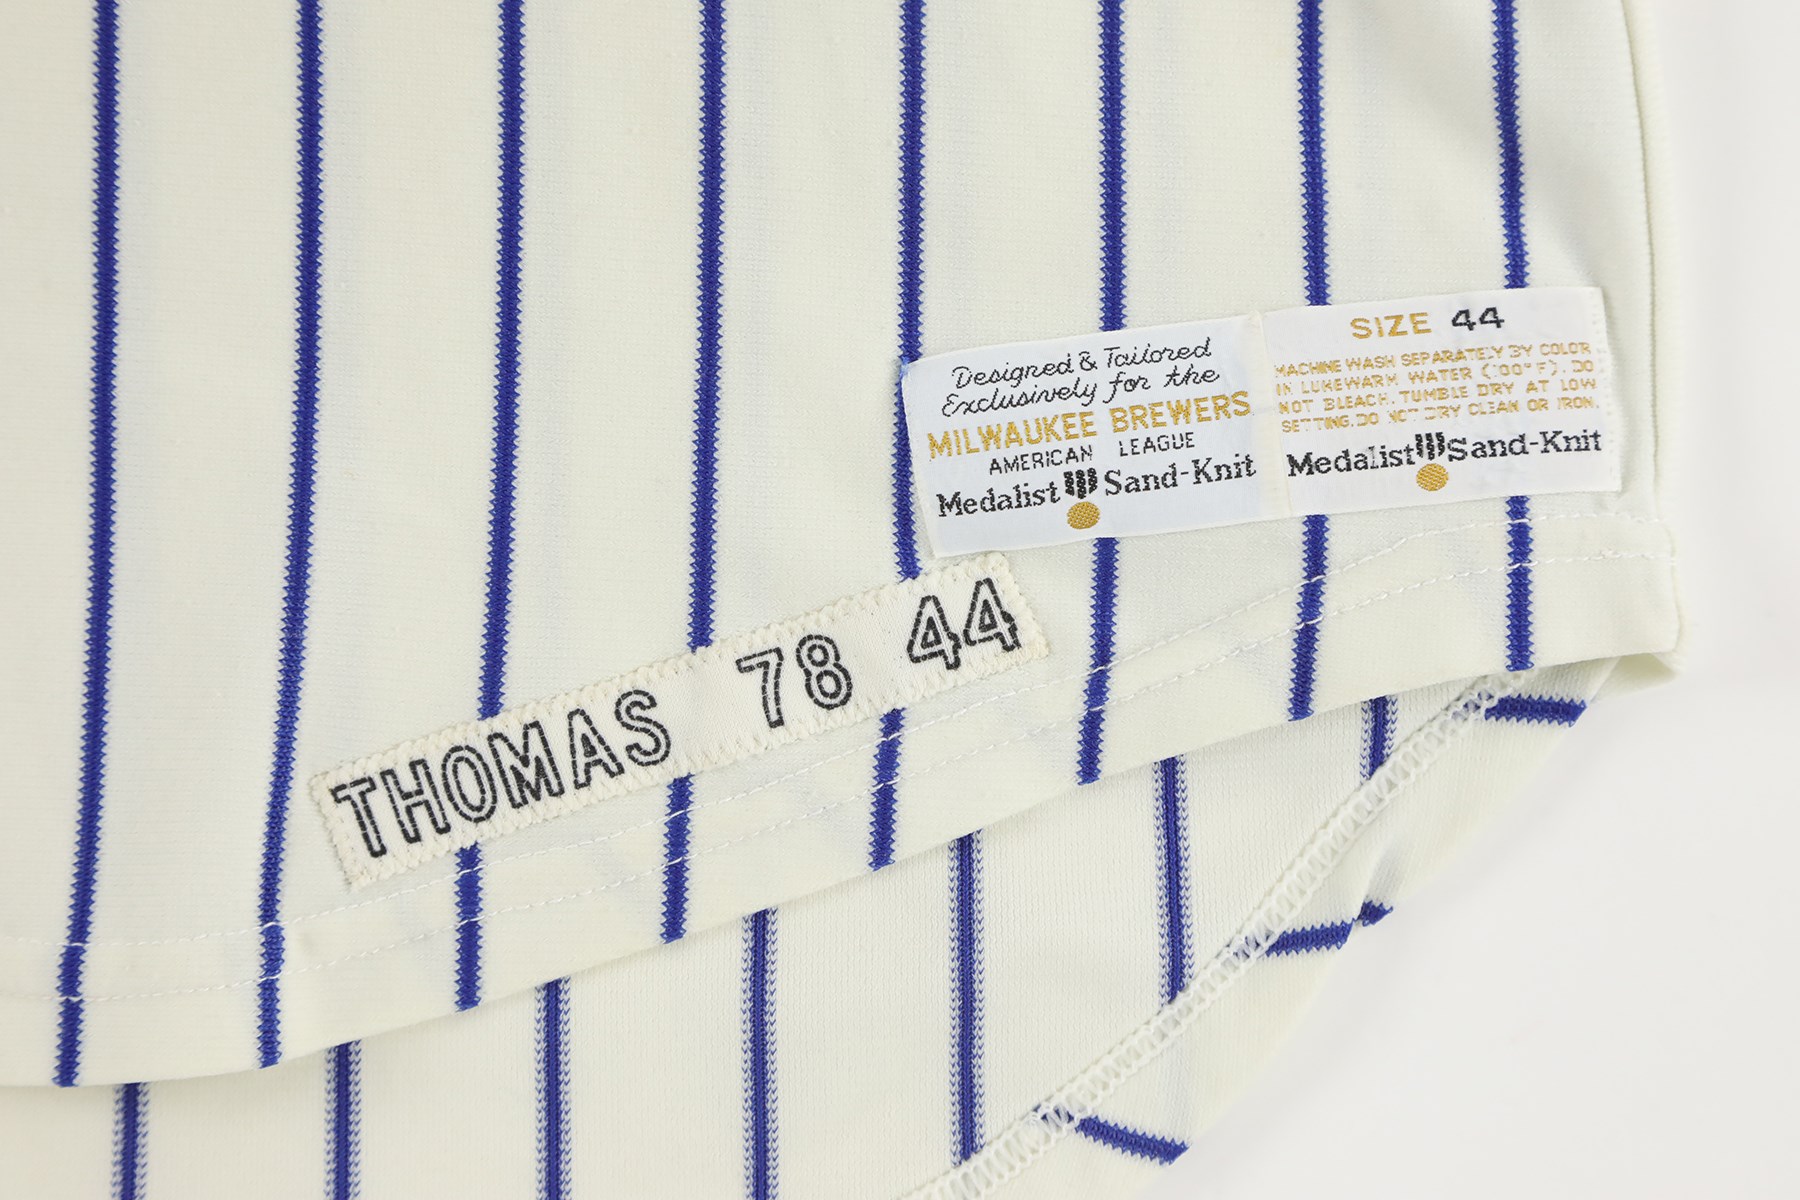 Designed & Tailored
Exclusively for the
MILWAUKEE BREWERS
AMERICAN LEAGUE
Medalist Sand-Knit
SIZE 44
MACHINE WASH SEPARATELY BY COLOR
IN LUKEWARM WATER (100°F). DO
NOT BLEACH. TUMBLE DRY AT LOW
SETTING. DO NOT DRY CLEAN OR IRON.
Medalist Sand-Knit
THOMAS 78 44